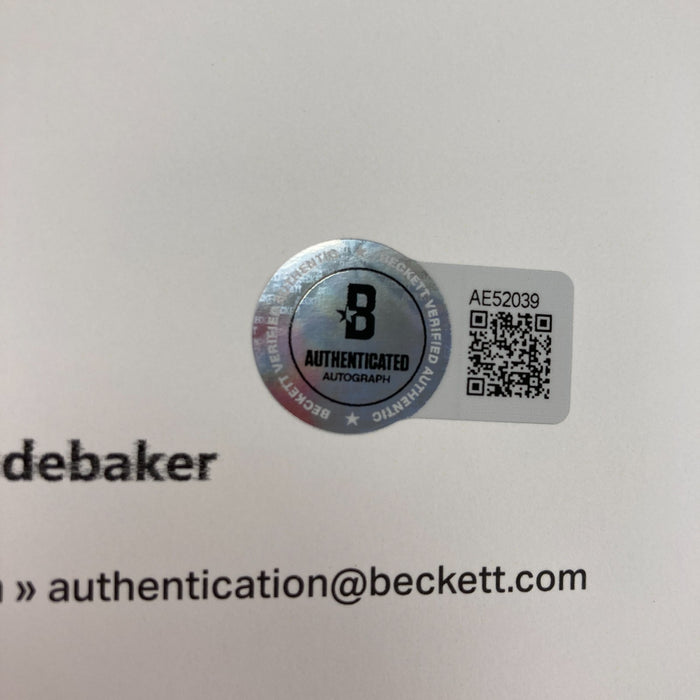 BECKETT VERIFIED AUTHENTIC ★ BECKETT VERIFIED AUTHENTIC ★
B
AUTHENTICATED
AUTOGRAPH
AE52039
debaker
» authentication@beckett.com